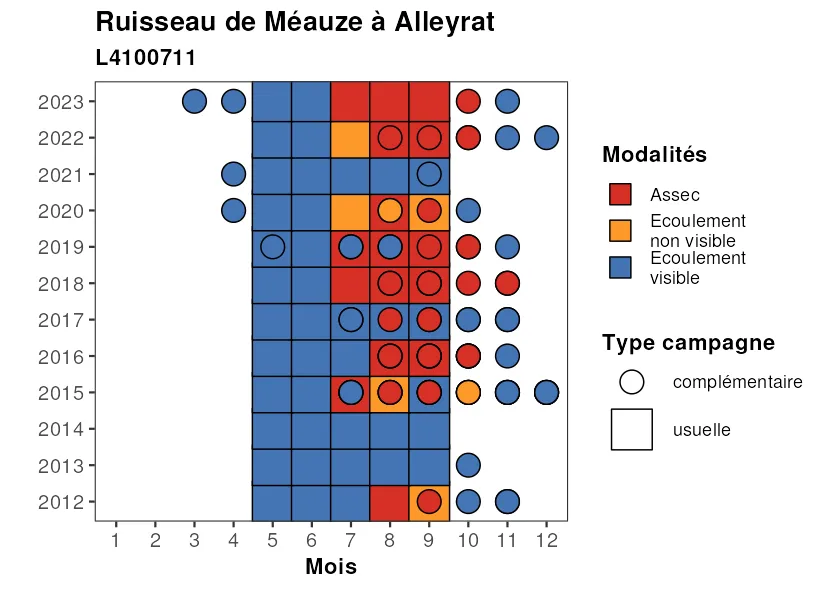 Ruisseau de Méauze à Alleyrat
L4100711
2023
2022
2021
2020
2019
2018
2017
2016
2015
2014
2013
2012
1 2 3 4 5 6 7 8 9 10 11 12
Mois
Modalités
Assec
Ecoulement
non visible
Ecoulement
visible
Type campagne
complémentaire
usuelle